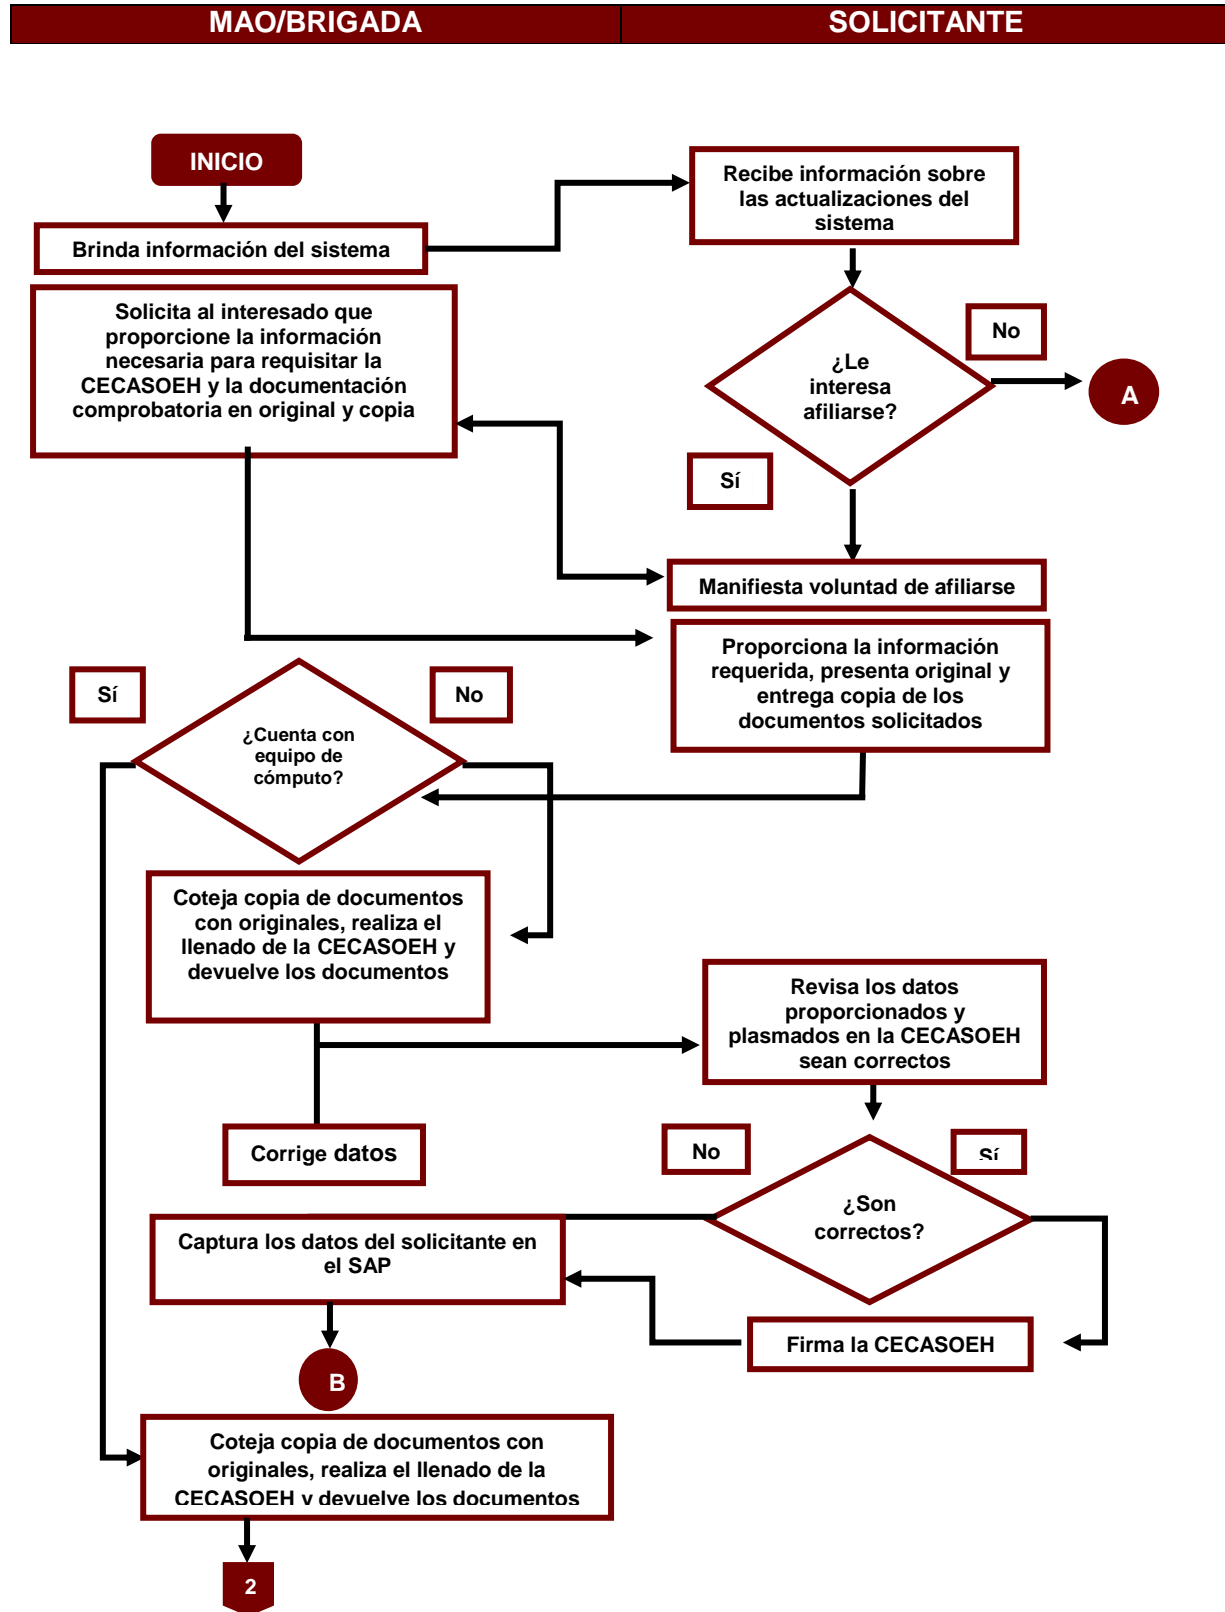 MAO/BRIGADA
SOLICITANTE
INICIO
Recibe información sobre
las actualizaciones del
sistema
Brinda información del sistema
Solicita al interesado que
proporcione la información
necesaria para requisitar la
CECASOEH y la documentación
comprobatoria en original y copia
No
¿Le
interesa
afiliarse?
A
Sí
Manifiesta voluntad de afiliarse
Proporciona la información
requerida, presenta original y
entrega copia de los
documentos solicitados
Sí
No
¿Cuenta con
equipo de
cómputo?
Coteja copia de documentos
con originales, realiza el
llenado de la CECASOEH y
devuelve los documentos
Revisa los datos
proporcionados y
plasmados en la CECASOEH
sean correctos
Corrige datos
No
Sí
¿Son
correctos?
Captura los datos del solicitante en
el SAP
Firma la CECASOEH
B
Coteja copia de documentos con
originales, realiza el llenado de la
CECASOEH y devuelve los documentos
2